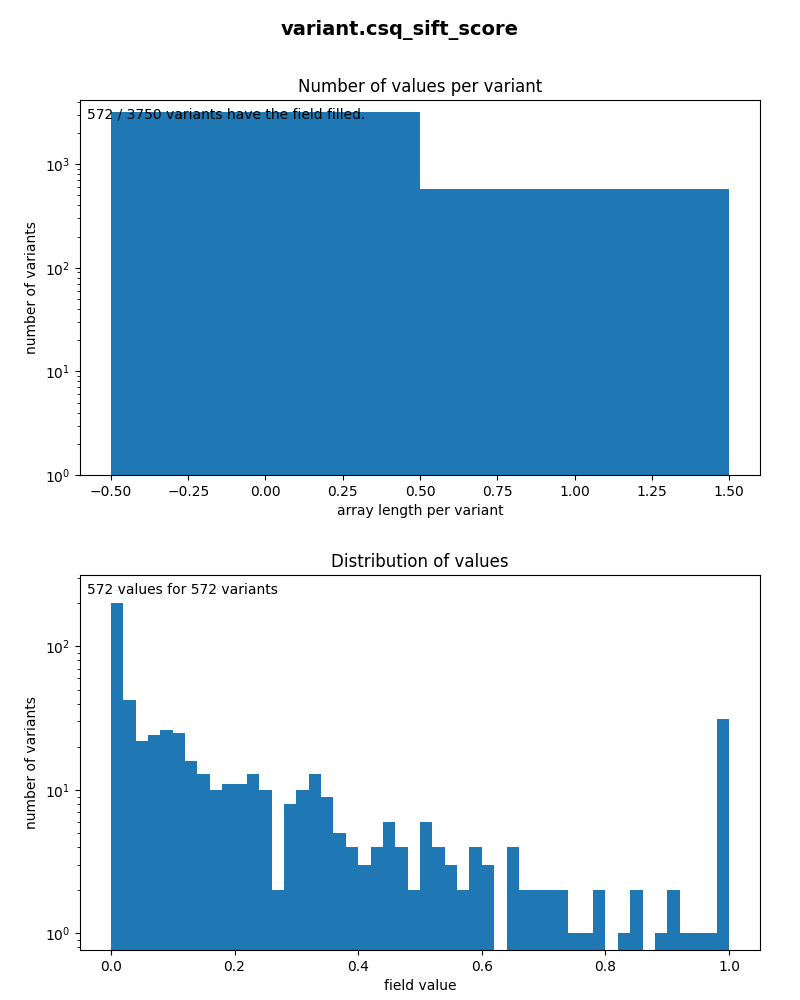 variant.csq_sift_score
Number of values per variant
572 / 3750 variants have the field filled.
number of variants
10³
10²
10¹
10⁰
−0.50 −0.25 0.00 0.25 0.50 0.75 1.00 1.25 1.50
array length per variant
Distribution of values
572 values for 572 variants
number of variants
10²
10¹
10⁰
0.0 0.2 0.4 0.6 0.8 1.0
field value